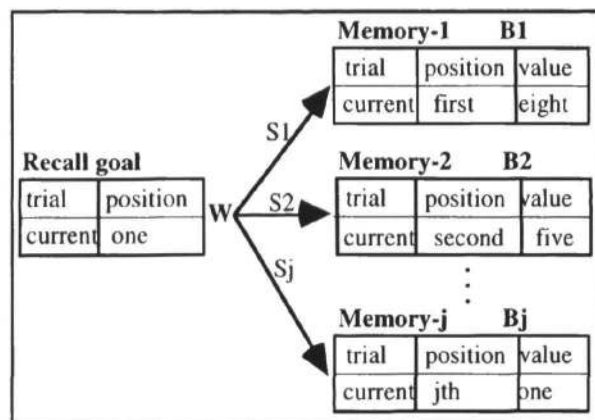 Memory-1 B1
trial position value
current first eight
S1
Recall goal
trial position
current one
W
Memory-2 B2
trial position value
current second five
S2
Sj
Memory-j Bj
trial position value
current jth one